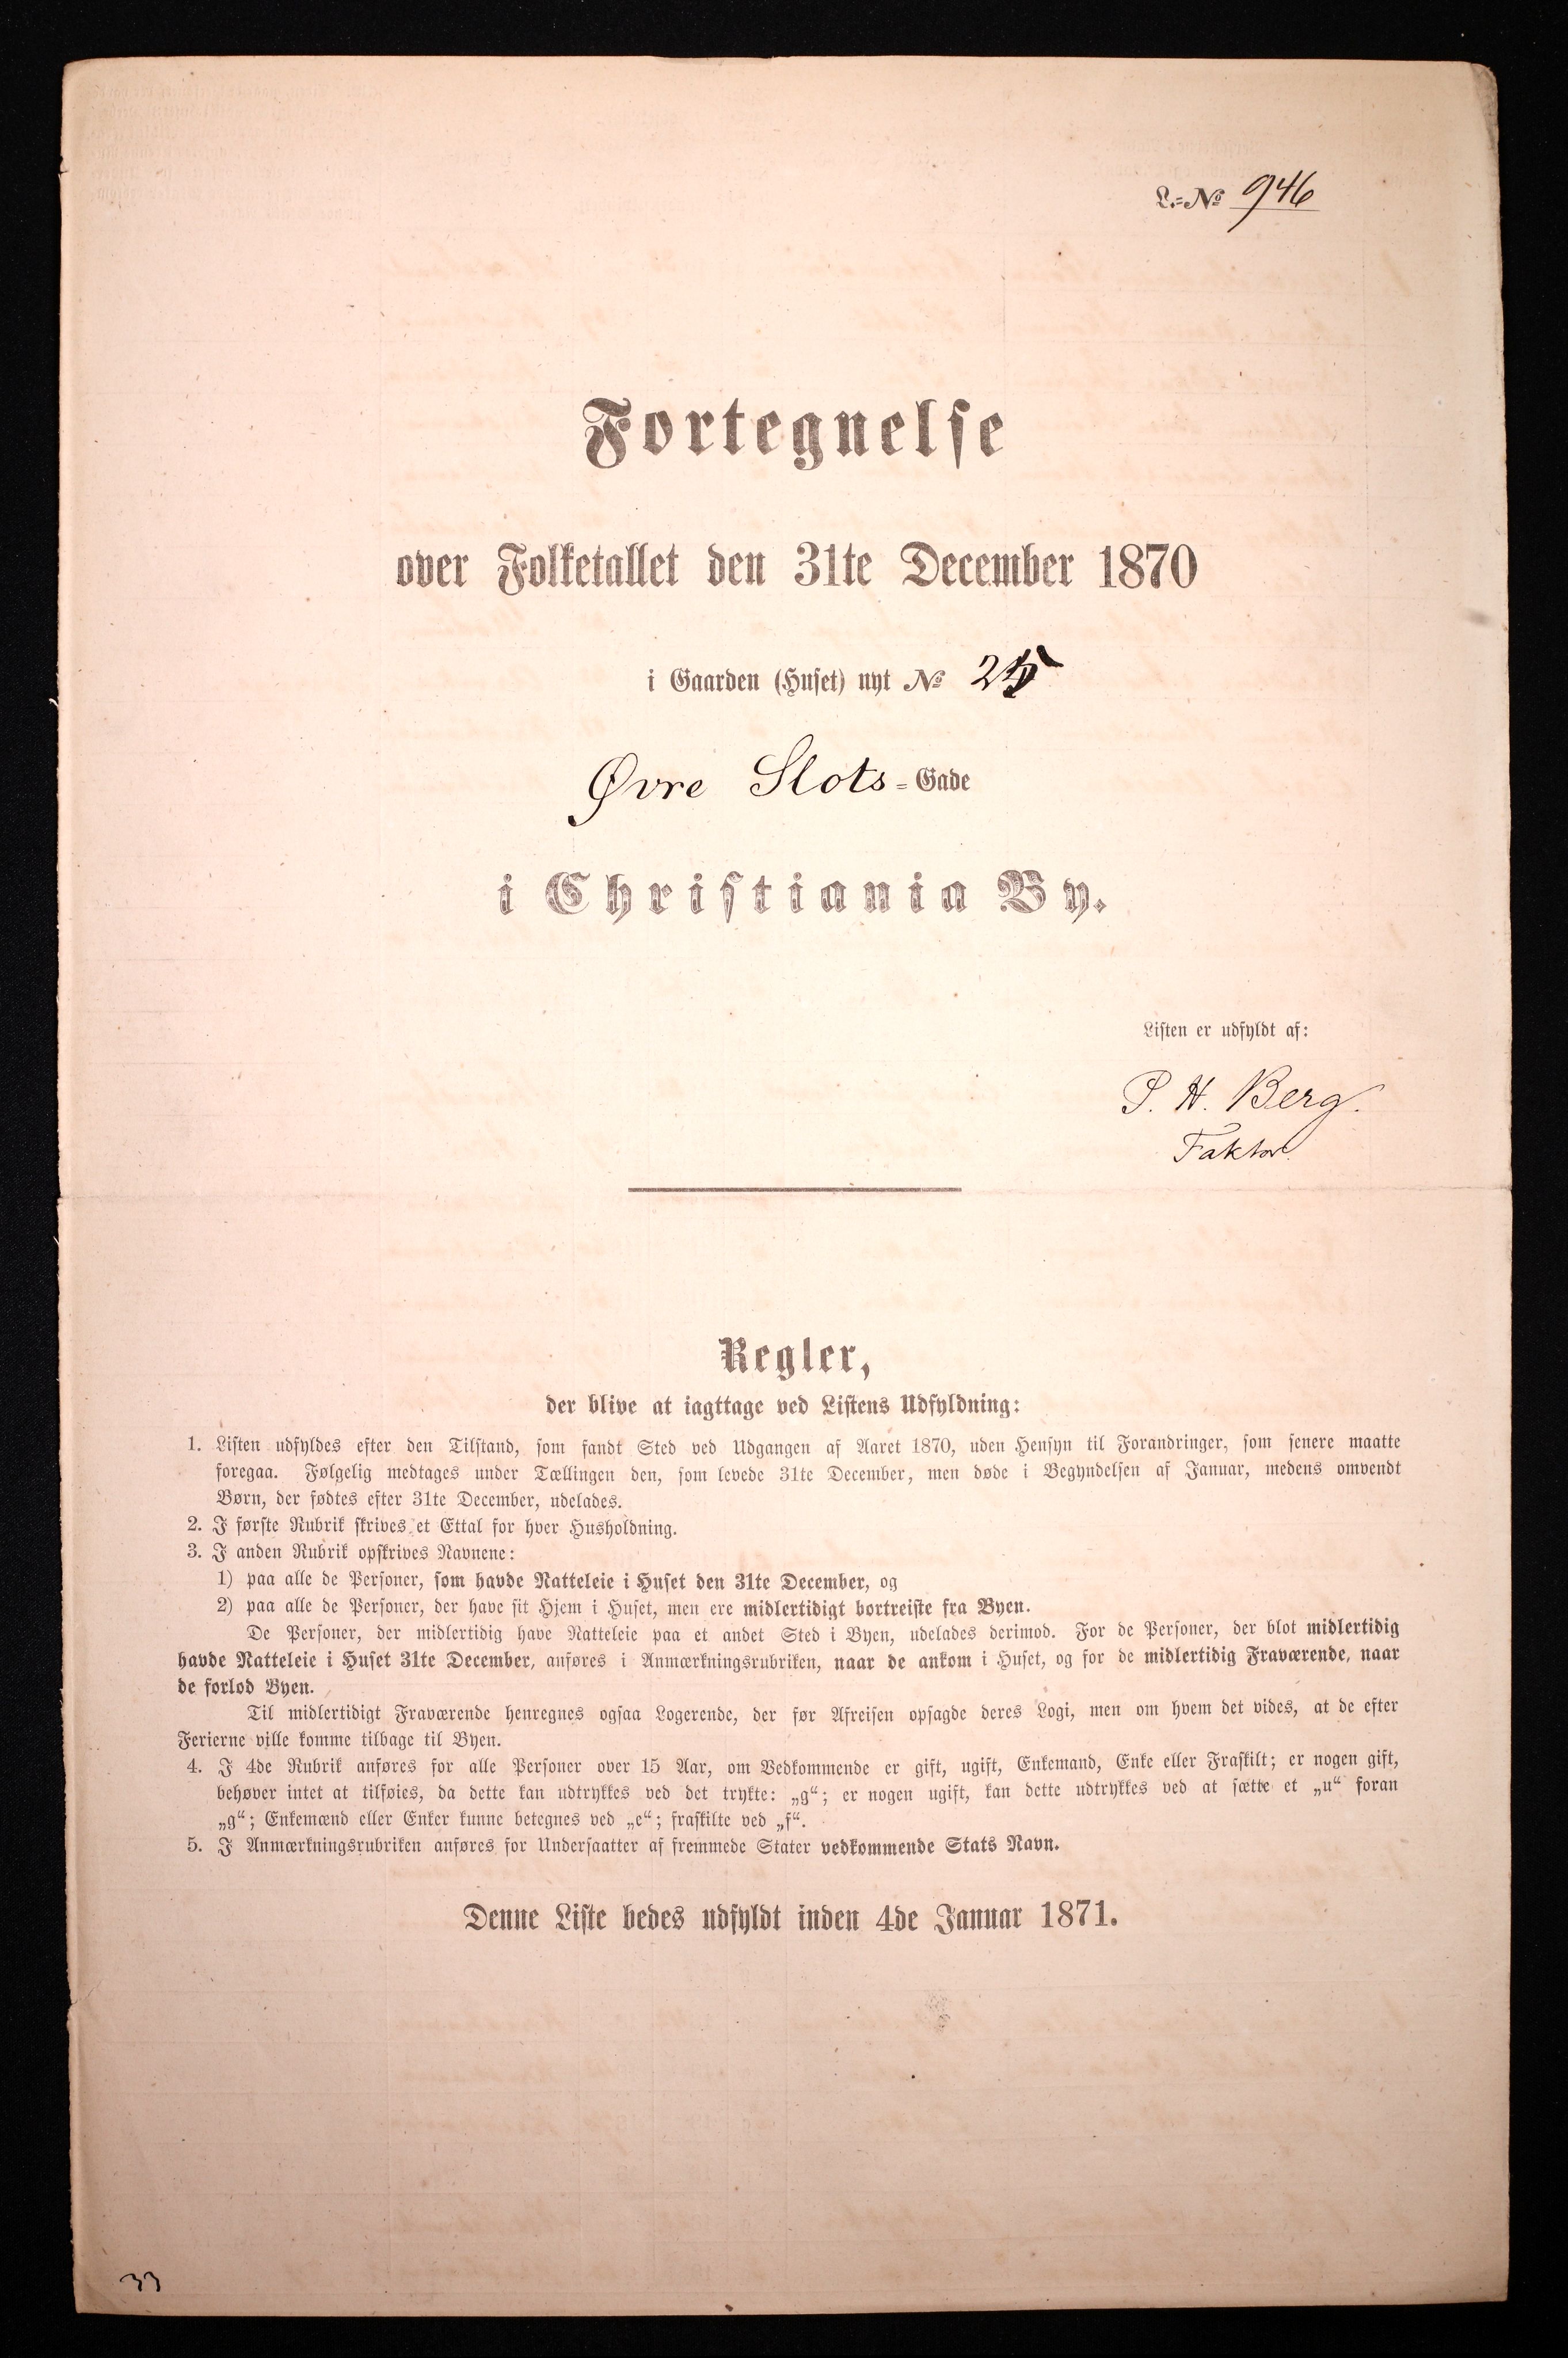 L.=№ 946
Fortegnelse
over Folketallet den 31te December 1870
i Gaarden (Huset) nyt № 25
Øvre Slots=Gade
i Christiania By.
Listen er udfyldt af:
P. H. Berg.
Faktor.
Regler,
der blive at iagttage ved Listens Udfyldning:
1. Listen udfyldes efter den Tilstand, som fandt Sted ved Udgangen af Aaret 1870, uden Hensyn til Forandringer, som senere maatte
foregaa. Følgelig medtages under Tællingen den, som levede 31te December, men døde i Begyndelsen af Januar, medens omvendt
Børn, der fødtes efter 31te December, udelades.
2. I første Rubrik skrives et Ettal for hver Husholdning.
3. I anden Rubrik opskrives Navnene:
1) paa alle de Personer, som havde Natteleie i Huset den 31te December, og
2) paa alle de Personer, der have sit Hjem i Huset, men ere midlertidigt bortreiste fra Byen.
De Personer, der midlertidig have Natteleie paa et andet Sted i Byen, udelades derimod. For de Personer, der blot midlertidig
havde Natteleie i Huset 31te December, anføres i Anmærkningsrubriken, naar de ankom i Huset, og for de midlertidig Fraværende, naar
de forlod Byen.
Til midlertidigt Fraværende henregnes ogsaa Logerende, der før Afreisen opsagde deres Logi, men om hvem det vides, at de efter
Ferierne ville komme tilbage til Byen.
4. I 4de Rubrik anføres for alle Personer over 15 Aar, om Vedkommende er gift, ugift, Enkemand, Enke eller Fraskilt; er nogen gift,
behøver intet at tilføies, da dette kan udtrykkes ved det trykte: „g“; er nogen ugift, kan dette udtrykkes ved at sætte et „u“ foran
„g“; Enkemænd eller Enker kunne betegnes ved „e“; fraskilte ved „f“.
5. I Anmærkningsrubriken anføres for Undersaatter af fremmede Stater vedkommende Stats Navn.
Denne Liste bedes udfyldt inden 4de Januar 1871.
33